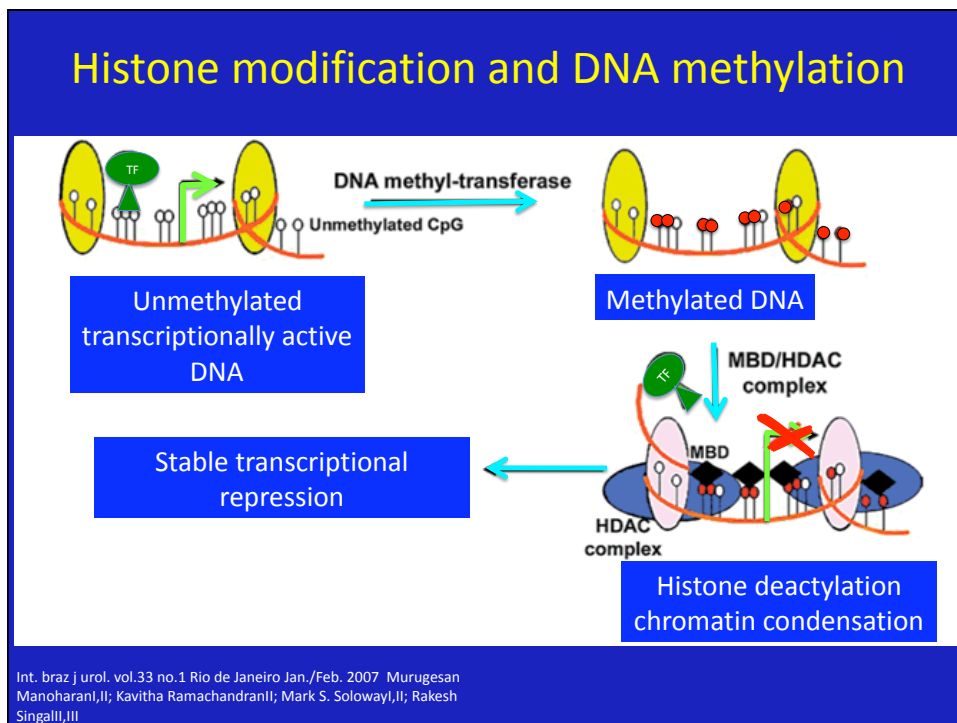 Histone modification and DNA methylation
TF
DNA methyl-transferase
Unmethylated CpG
Unmethylated
transcriptionally active
DNA
Methylated DNA
MBD/HDAC
complex
TF
MBD
Stable transcriptional
repression
HDAC
complex
Histone deactylation
chromatin condensation
Int. braz j urol. vol.33 no.1 Rio de Janeiro Jan./Feb. 2007 Murugesan
ManoharanI,II; Kavitha RamachandranII; Mark S. SolowayI,II; Rakesh
SingalII,III